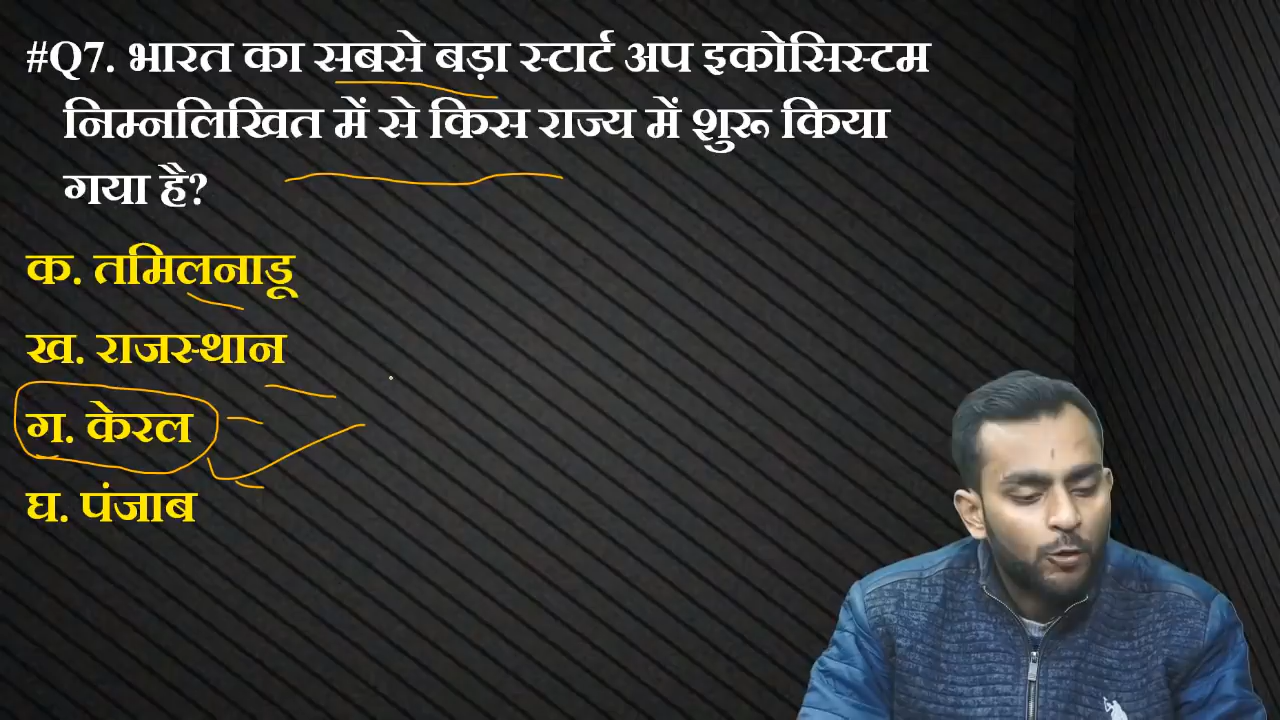 #Q7. भारत का सबसे बड़ा स्टार्ट अप इकोसिस्टम
निम्नलिखित में से किस राज्य में शुरू किया
गया है?
क. तमिलनाडू
ख. राजस्थान
ग. केरल
घ. पंजाब